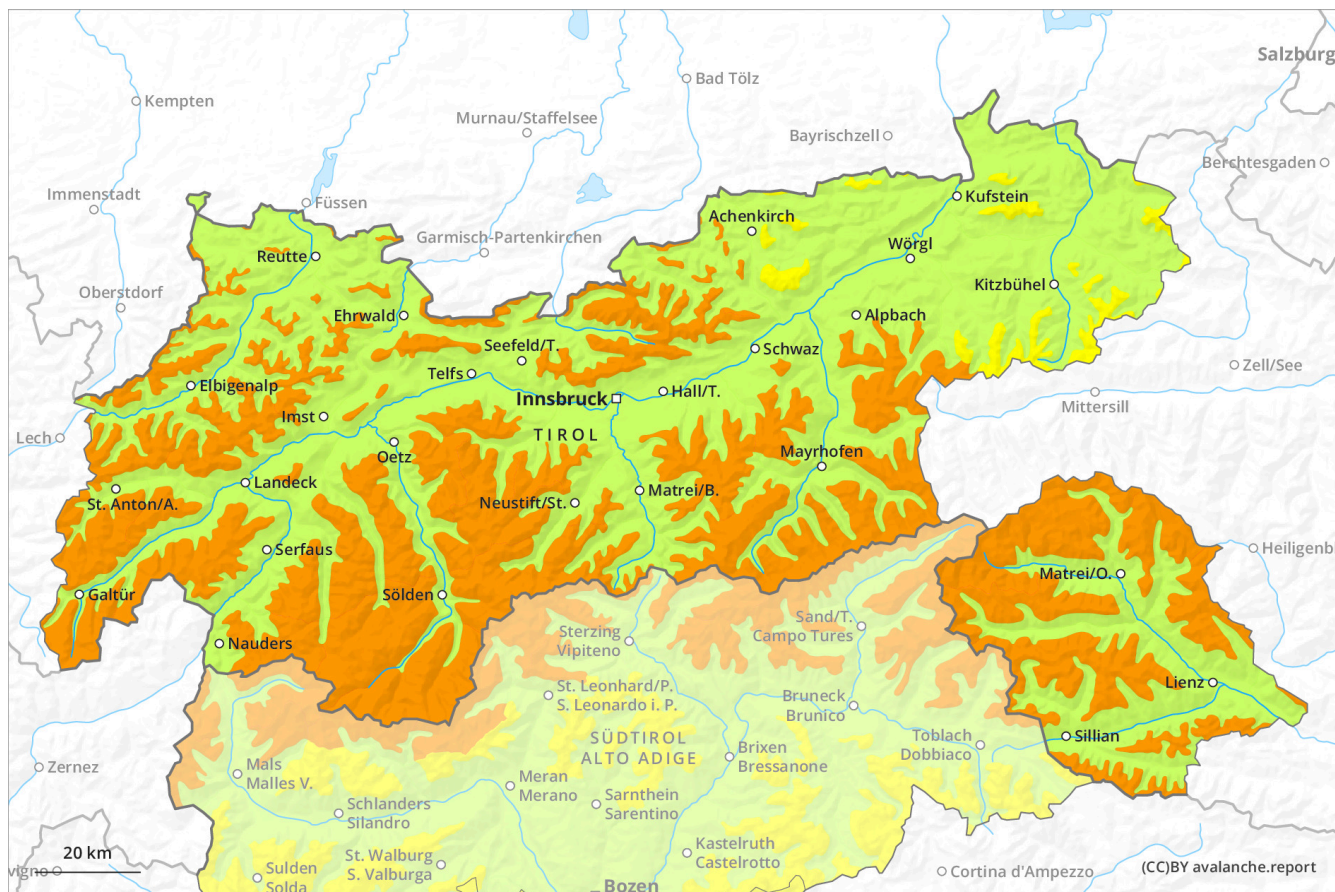 Salzburg
Bad Tölz
Kempten
Murnau/Staffelsee
Bayrischzell
Berchtesgaden
Immenstadt
Füssen
Kufstein
Achenkirch
Garmisch-Partenkirchen
Reutte
Wörgl
Oberstdorf
Kitzbühel
Ehrwald
Alpbach
Seefeld/T.
Schwaz
Zell/See
Telfs
Elbigenalp
Innsbruck
Hall/T.
Mittersill
Imst
Lech
TIROL
Oetz
Mayrhofen
Landeck
St. Anton/A.
Neustift/St.
Matrei/B.
Serfaus
Heiligenb
Matrei/O.
Galtür
Sölden
Sand/T.
Campo Tures
Sterzing
Vipiteno
Nauders
Lienz
St. Leonhard/P.
S. Leonardo i. P.
Bruneck
Brunico
Sillian
Toblach
Dobbiaco
SÜDTIROL
ALTO ADIGE
Brixen
Bressanone
Zernez
Mals
Malles V.
Meran
Merano
Sarnthein
Sarentino
Schlanders
Silandro
Kastelruth
Castelrotto
20 km
St. Walburg
S. Valburga
vigno
Sulden
Solda
Cortina d'Ampezzo
(CC)BY avalanche.report
Bozen